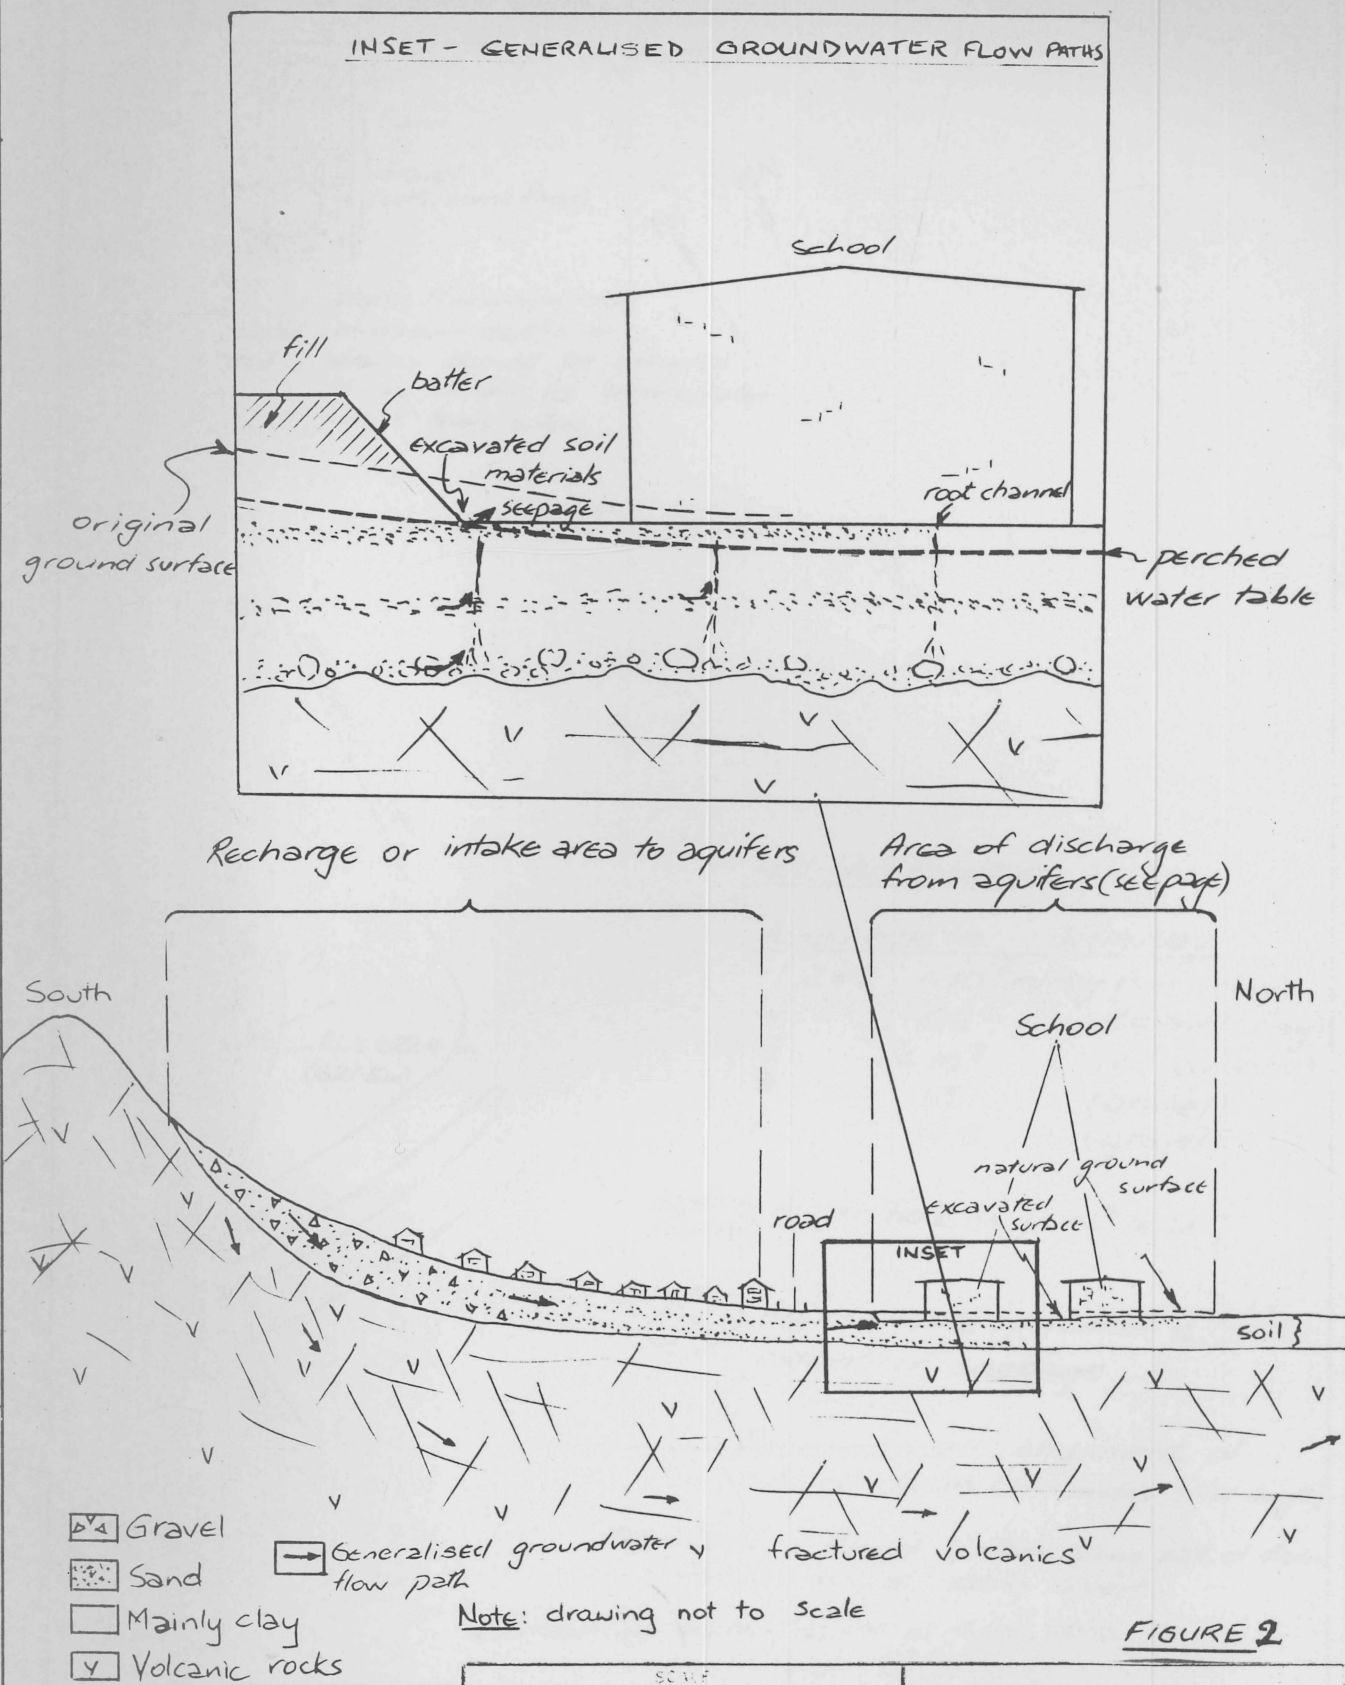 INSET - GENERALISED GROUNDWATER FLOW PATHS
school
fill
batter
excavated soil
materials
seepage
root channel
original
ground surface
perched
water table
Recharge or intake area to aquifers
Area of discharge
from aquifers (seepage)
South
North
School
natural ground
surface
excavated
surface
road
INSET
soil
Gravel
Sand
Mainly clay
V Volcanic rocks
Generalised groundwater
flow path
fractured volcanics
Note: drawing not to scale
FIGURE 2
SCALE